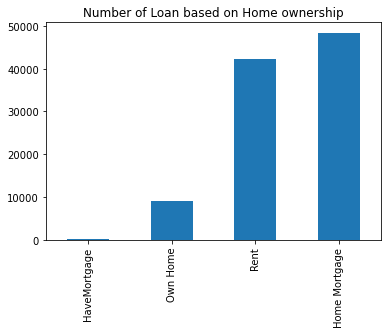 Number of Loan based on Home ownership
50000
40000
30000
20000
10000
0
HaveMortgage
Own Home
Rent
Home Mortgage